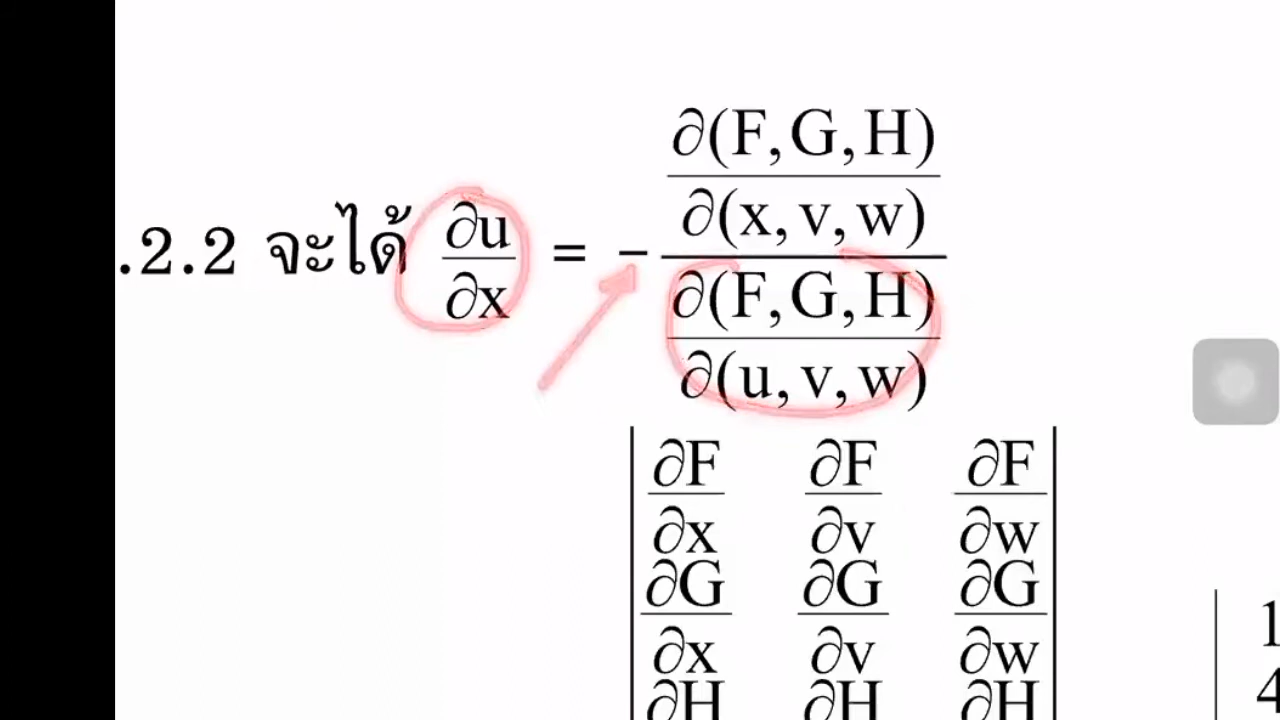 .2.2 จะได้ ∂u/∂x = − ∂(F, G, H)/∂(x, v, w) / ∂(F, G, H)/∂(u, v, w)
∂F/∂x ∂F/∂v ∂F/∂w
∂G/∂x ∂G/∂v ∂G/∂w
∂H ∂H ∂H
1
4